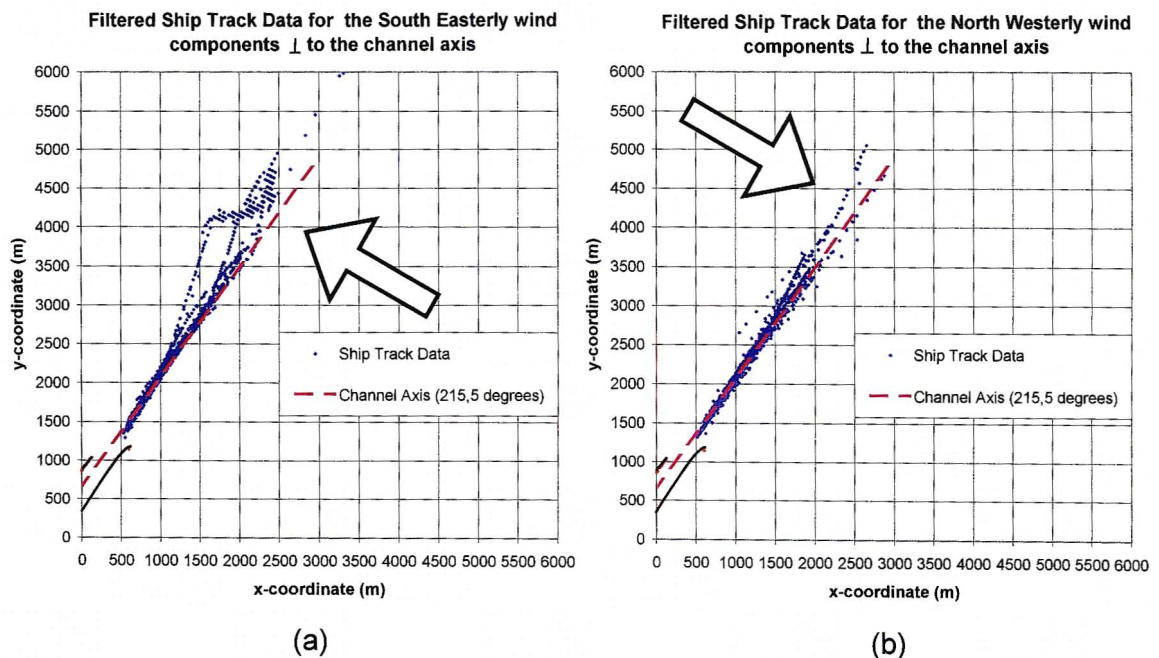 Filtered Ship Track Data for the South Easterly wind
components ⊥ to the channel axis
6000
5500
5000
4500
4000
3500
3000
2500
2000
1500
1000
500
0
y-coordinate (m)
0 500 1000 1500 2000 2500 3000 3500 4000 4500 5000 5500 6000
x-coordinate (m)
Ship Track Data
Channel Axis (215,5 degrees)
(a)
Filtered Ship Track Data for the North Westerly wind
components ⊥ to the channel axis
6000
5500
5000
4500
4000
3500
3000
2500
2000
1500
1000
500
0
y-coordinate (m)
0 500 1000 1500 2000 2500 3000 3500 4000 4500 5000 5500 6000
x-coordinate (m)
Ship Track Data
Channel Axis (215,5 degrees)
(b)